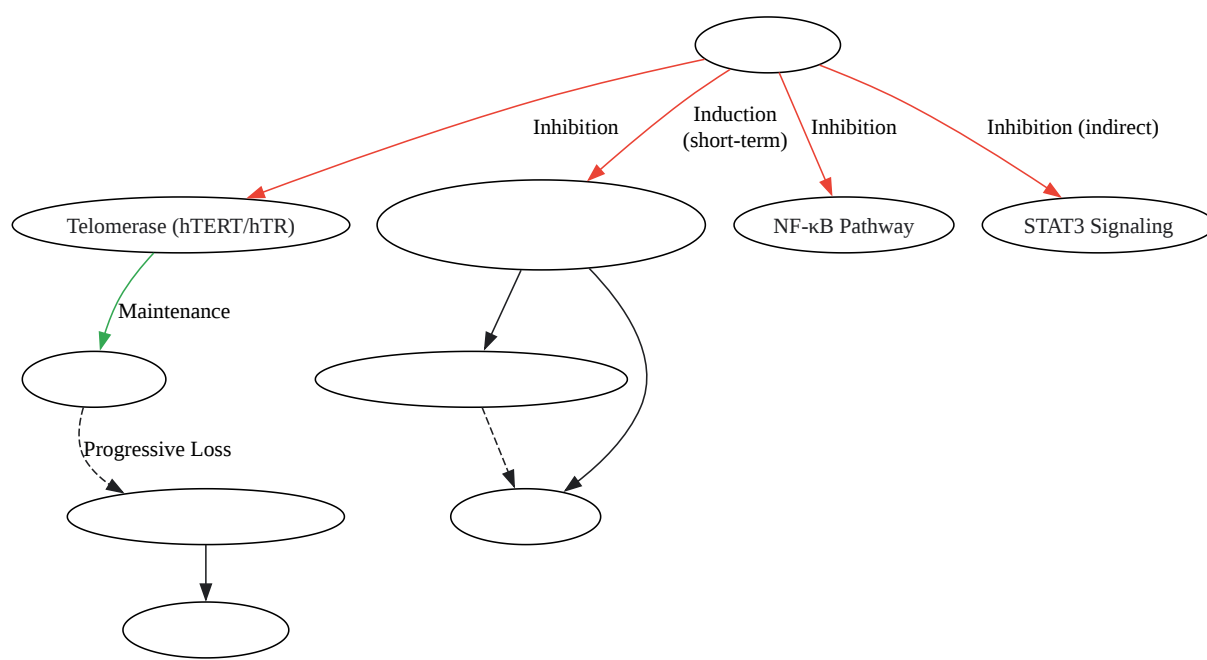 Inhibition
Induction
(short-term)
Inhibition
Inhibition (indirect)
Telomerase (hTERT/hTR)
NF-κB Pathway
STAT3 Signaling
Maintenance
Progressive Loss